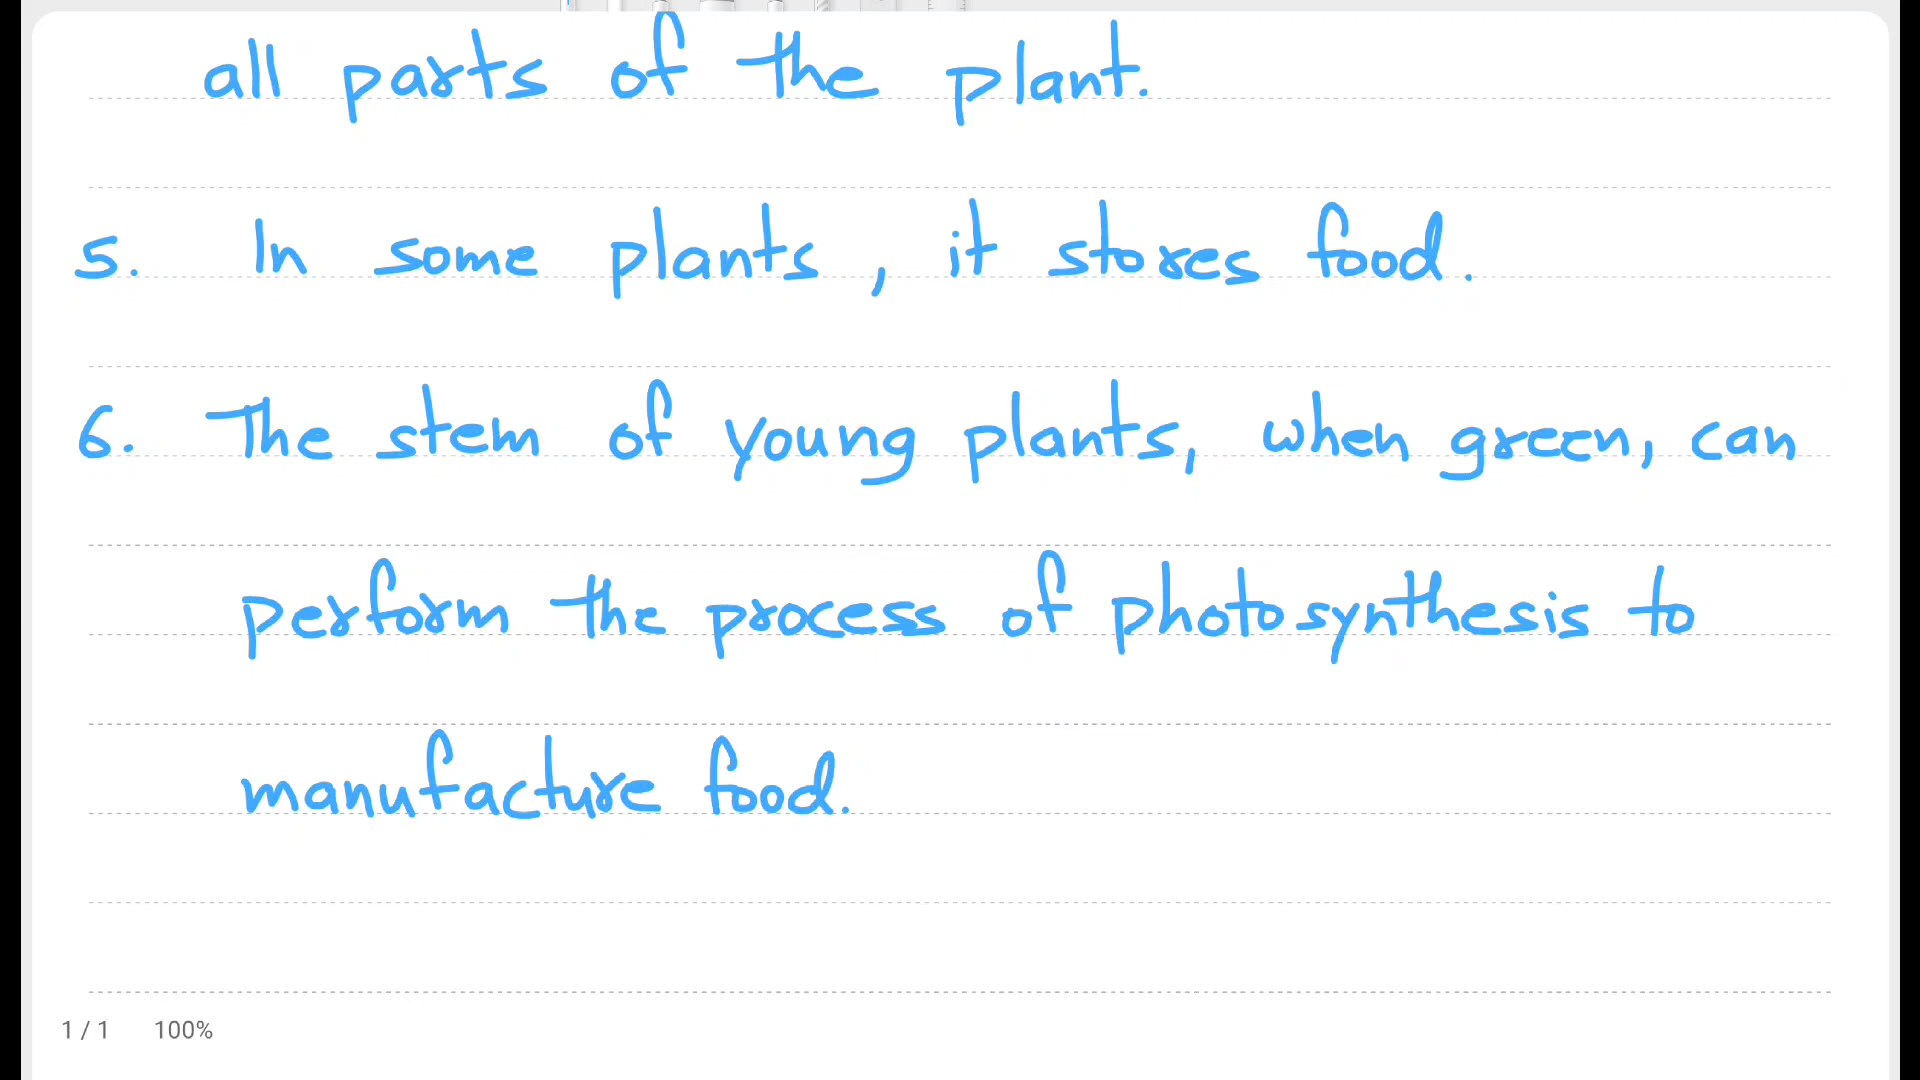 all parts of the plant.
5. In some plants, it stores food.
6. The stem of young plants, when green, can
perform the process of photosynthesis to
manufacture food.
1 / 1 100%